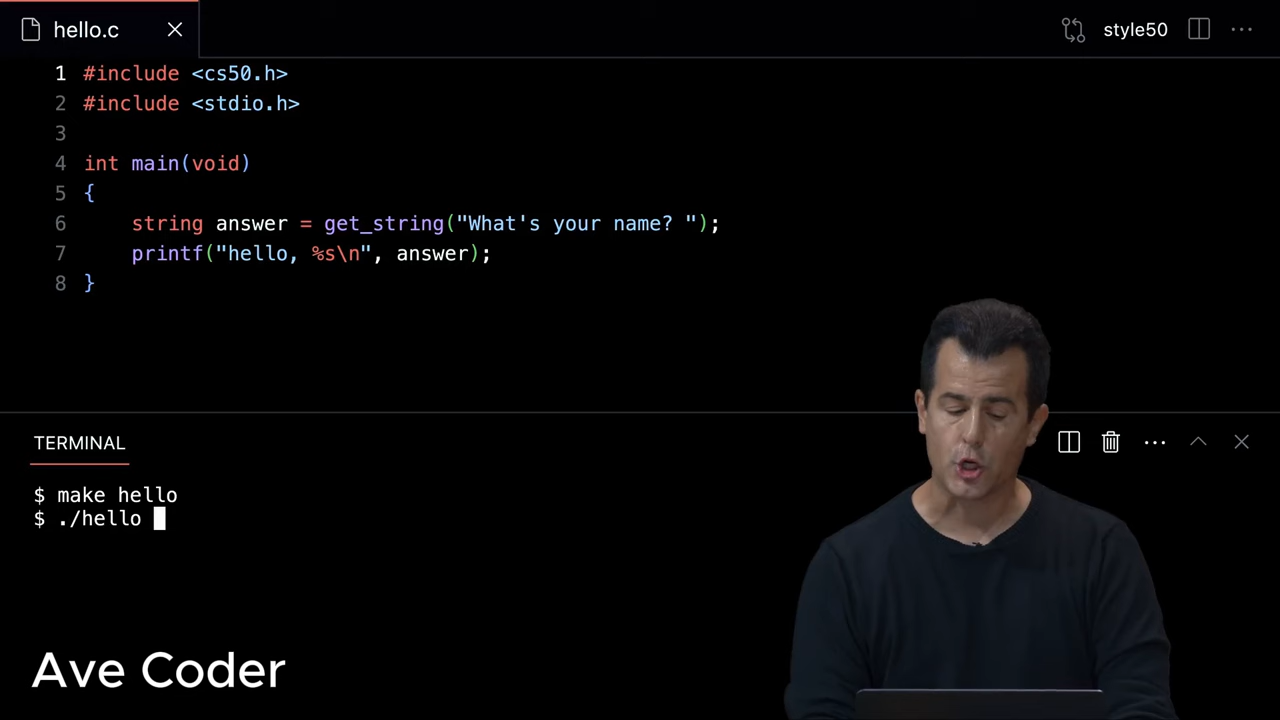 hello.c
style50
1 #include <cs50.h>
2 #include <stdio.h>
3
4 int main(void)
5 {
6     string answer = get_string("What's your name? ");
7     printf("hello, %s\n", answer);
8 }
TERMINAL
$ make hello
$ ./hello
Ave Coder